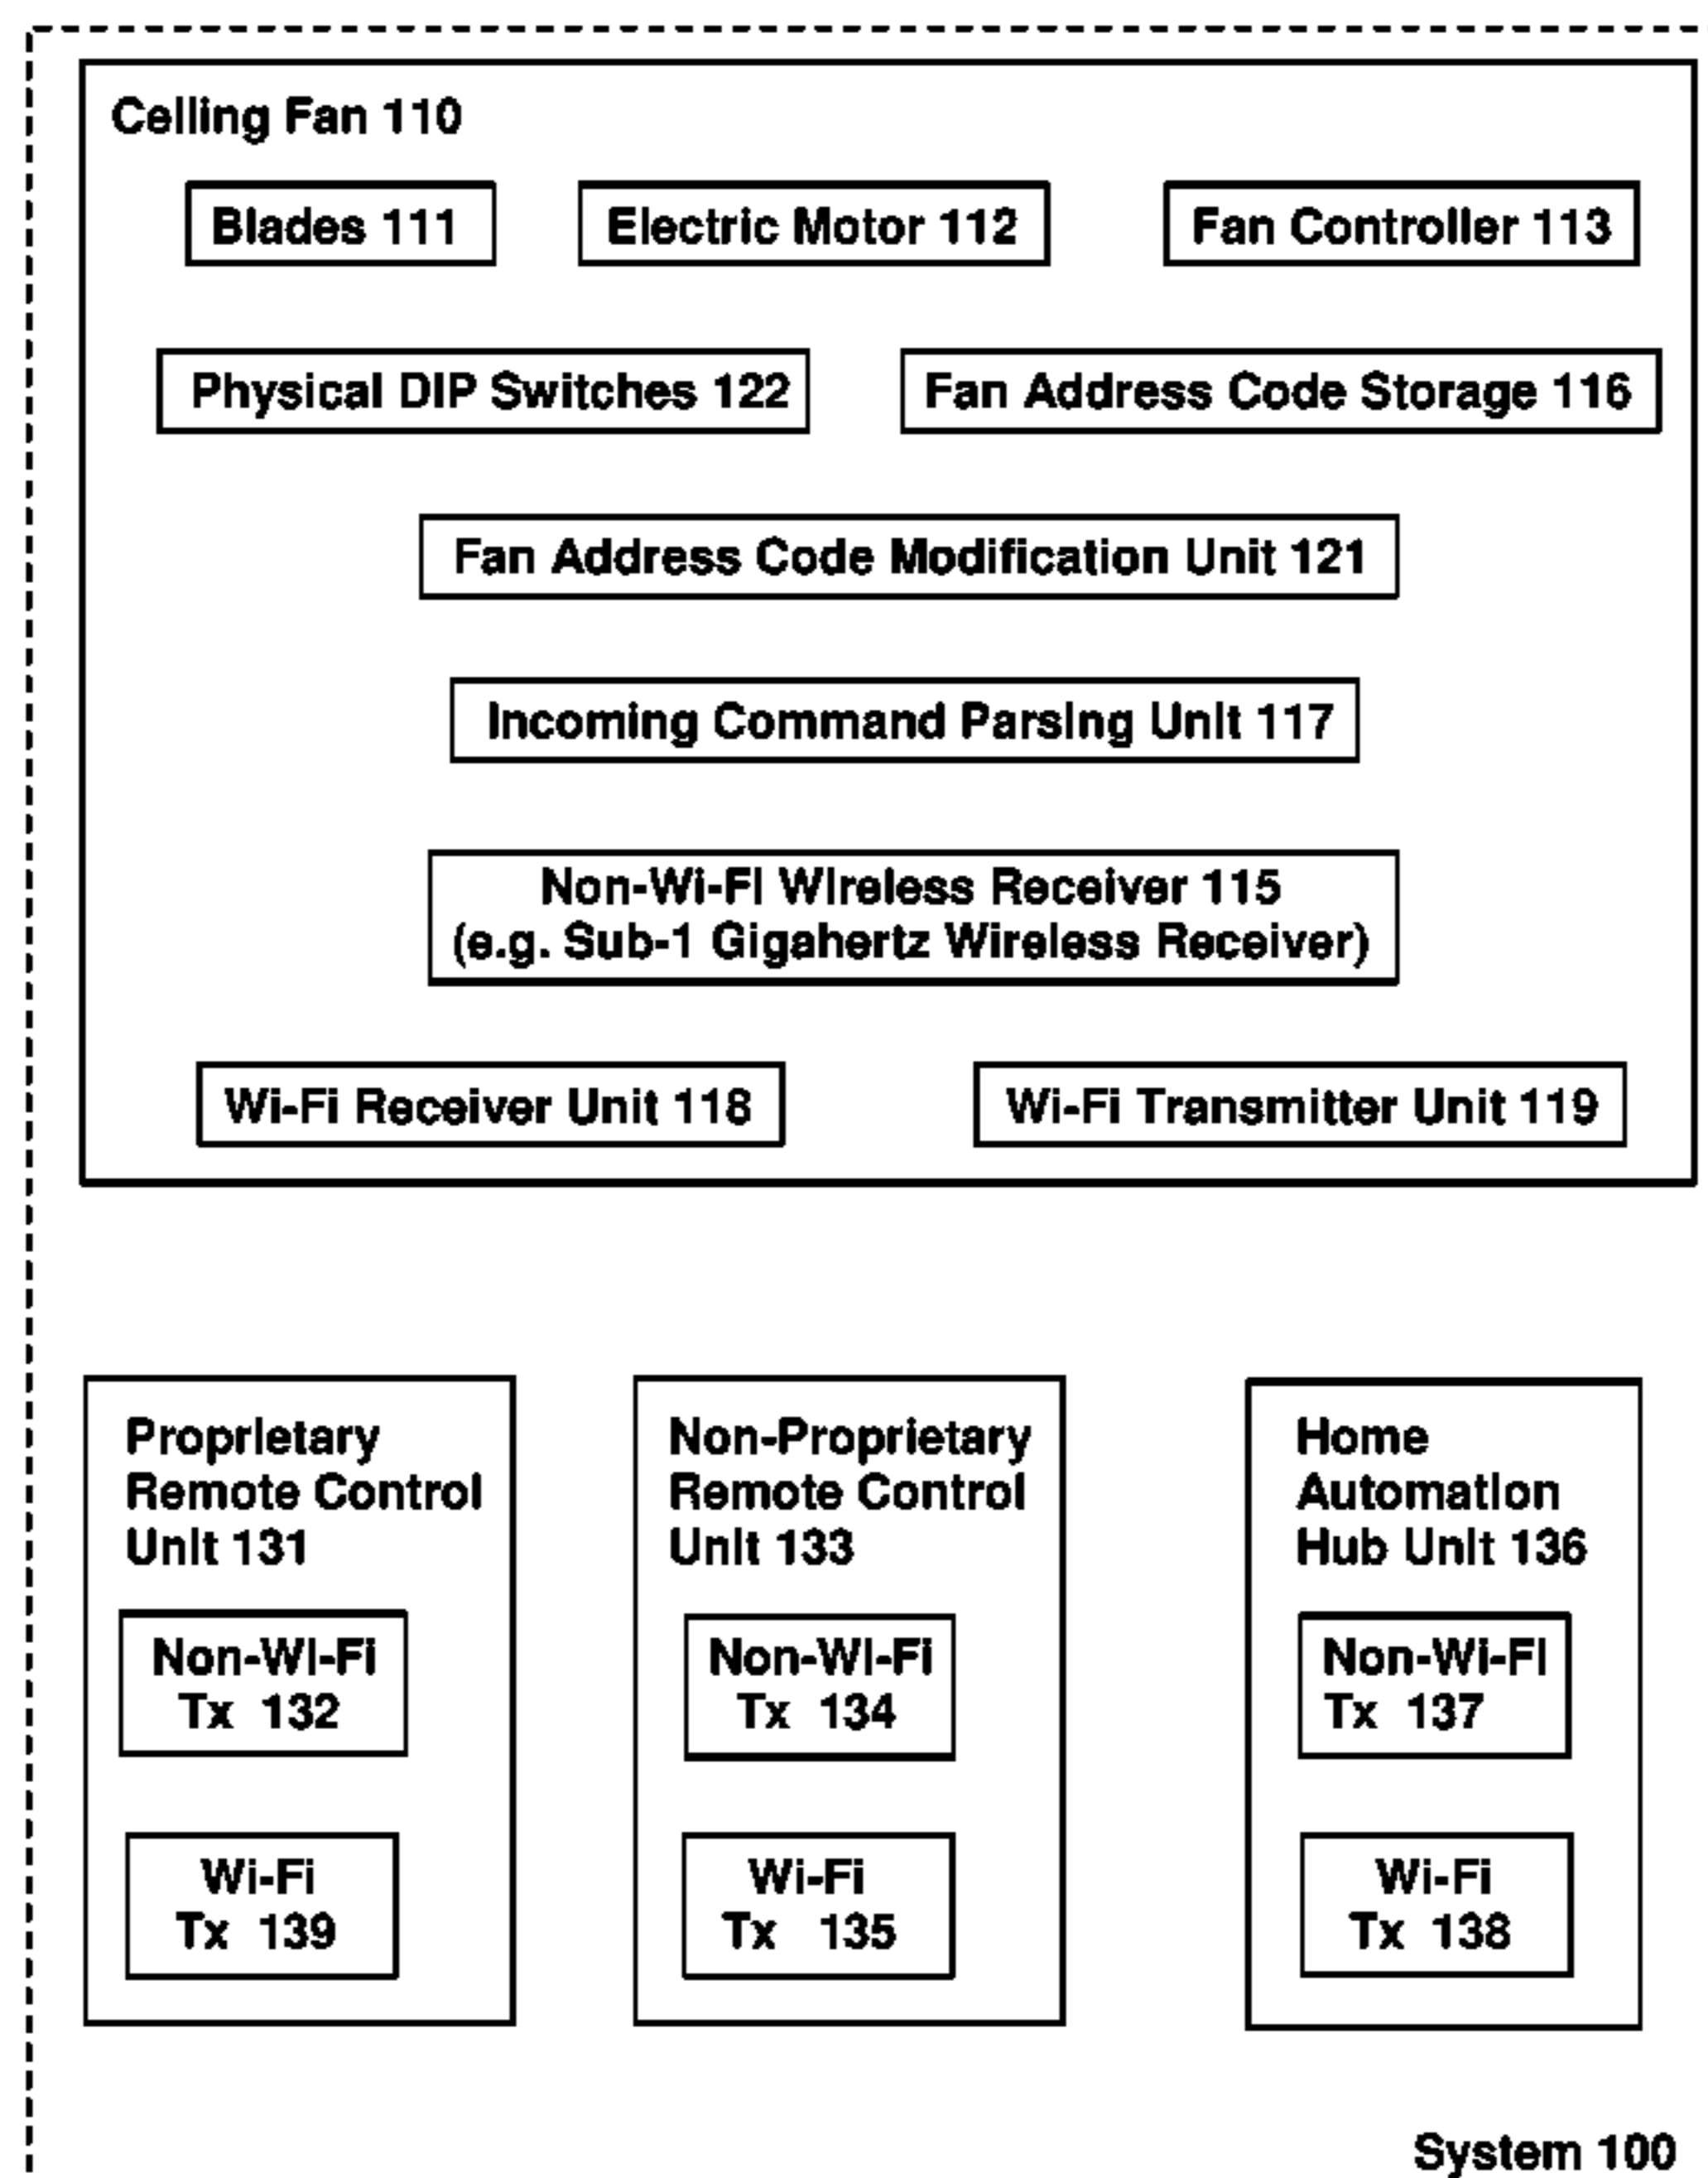 Ceiling Fan 110
Blades 111
Electric Motor 112
Fan Controller 113
Physical DIP Switches 122
Fan Address Code Storage 116
Fan Address Code Modification Unit 121
Incoming Command Parsing Unit 117
Non-Wi-Fi Wireless Receiver 115
(e.g. Sub-1 Gigahertz Wireless Receiver)
Wi-Fi Receiver Unit 118
Wi-Fi Transmitter Unit 119
Proprietary
Remote Control
Unit 131
Non-Wi-Fi
Tx 132
Wi-Fi
Tx 139
Non-Proprietary
Remote Control
Unit 133
Non-Wi-Fi
Tx 134
Wi-Fi
Tx 135
Home
Automation
Hub Unit 136
Non-Wi-Fi
Tx 137
Wi-Fi
Tx 138
System 100